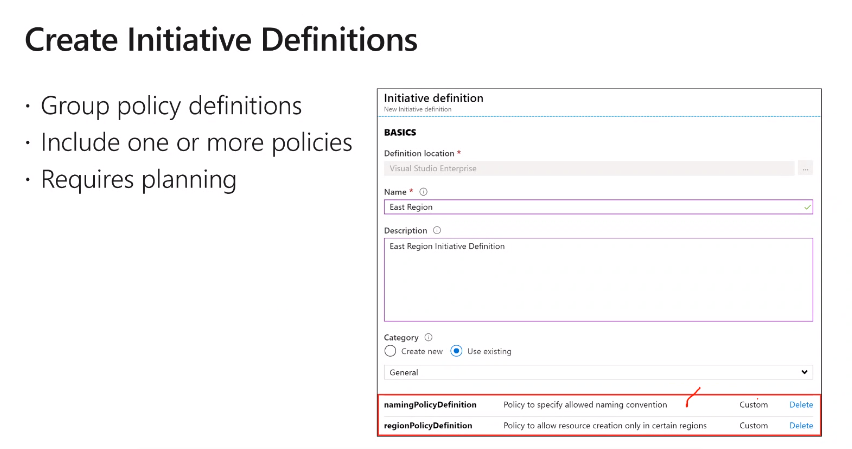 Create Initiative Definitions
· Group policy definitions
· Include one or more policies
· Requires planning
Initiative definition
New Initiative definition
BASICS
Definition location *
Visual Studio Enterprise
...
Name *
East Region
Description
East Region Initiative Definition
Category
Create new Use existing
General
namingPolicyDefinition Policy to specify allowed naming convention Custom Delete
regionPolicyDefinition Policy to allow resource creation only in certain regions Custom Delete